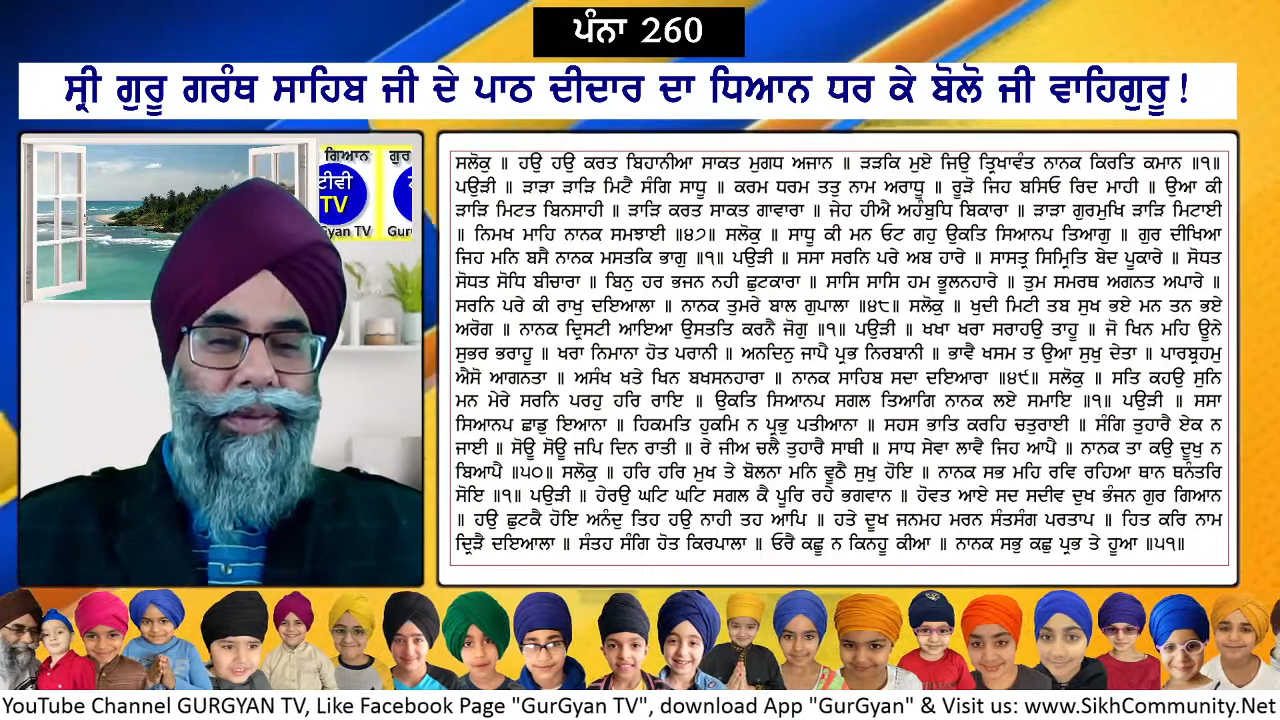 ਪੰਨਾ 260
ਸ੍ਰੀ ਗੁਰੂ ਗਰੰਥ ਸਾਹਿਬ ਜੀ ਦੇ ਪਾਠ ਦੀਦਾਰ ਦਾ ਧਿਆਨ ਧਰ ਕੇ ਬੋਲੋ ਜੀ ਵਾਹਿਗੁਰੂ!
ਗਿਆਨ
ਗੁਰ
ਟੀਵੀ
TV
Gyan TV
Gur
ਸਲੋਕੁ ॥ ਹਉ ਹਉ ਕਰਤ ਬਿਹਾਨੀਆ ਸਾਕਤ ਮੁਗਧ ਅਜਾਨ ॥ ੜੜਕਿ ਮੁਏ ਜਿਉ ਤ੍ਰਿਖਾਵੰਤ ਨਾਨਕ ਕਿਰਤਿ ਕਮਾਨ ॥੧॥
ਪਉੜੀ ॥ ੜਾੜਾ ੜਾੜਿ ਮਿਟੈ ਸੰਗਿ ਸਾਧੂ ॥ ਕਰਮ ਧਰਮ ਤਤੁ ਨਾਮ ਅਰਾਧੂ ॥ ਰੂੜੋ ਜਿਹ ਬਸਿਓ ਰਿਦ ਮਾਹੀ ॥ ਉਆ ਕੀ
ੜਾੜਿ ਮਿਟਤ ਬਿਨਸਾਹੀ ॥ ੜਾੜਿ ਕਰਤ ਸਾਕਤ ਗਾਵਾਰਾ ॥ ਜੇਹ ਹੀਐ ਅਹੰਬੁਧਿ ਬਿਕਾਰਾ ॥ ੜਾੜਾ ਗੁਰਮੁਖਿ ੜਾੜਿ ਮਿਟਾਈ
॥ ਨਿਮਖ ਮਾਹਿ ਨਾਨਕ ਸਮਝਾਈ ॥੪੭॥ ਸਲੋਕੁ ॥ ਸਾਧੂ ਕੀ ਮਨ ਓਟ ਗਹੁ ਉਕਤਿ ਸਿਆਨਪ ਤਿਆਗੁ ॥ ਗੁਰ ਦੀਖਿਆ
ਜਿਹ ਮਨਿ ਬਸੈ ਨਾਨਕ ਮਸਤਕਿ ਭਾਗੁ ॥੧॥ ਪਉੜੀ ॥ ਸਸਾ ਸਰਨਿ ਪਰੇ ਅਬ ਹਾਰੇ ॥ ਸਾਸਤ੍ਰ ਸਿਮ੍ਰਿਤਿ ਬੇਦ ਪੂਕਾਰੇ ॥ ਸੋਧਤ
ਸੋਧਤ ਸੋਧਿ ਬੀਚਾਰਾ ॥ ਬਿਨੁ ਹਰ ਭਜਨ ਨਹੀ ਛੁਟਕਾਰਾ ॥ ਸਾਸਿ ਸਾਸਿ ਹਮ ਭੂਲਨਹਾਰੇ ॥ ਤੁਮ ਸਮਰਥ ਅਗਨਤ ਅਪਾਰੇ ॥
ਸਰਨਿ ਪਰੇ ਕੀ ਰਾਖੁ ਦਇਆਲਾ ॥ ਨਾਨਕ ਤੁਮਰੇ ਬਾਲ ਗੁਪਾਲਾ ॥੪੮॥ ਸਲੋਕੁ ॥ ਖੁਦੀ ਮਿਟੀ ਤਬ ਸੁਖ ਭਏ ਮਨ ਤਨ ਭਏ
ਅਰੋਗ ॥ ਨਾਨਕ ਦ੍ਰਿਸਟੀ ਆਇਆ ਉਸਤਤਿ ਕਰਨੈ ਜੋਗੁ ॥੧॥ ਪਉੜੀ ॥ ਖਖਾ ਖਰਾ ਸਰਾਹਉ ਤਾਹੂ ॥ ਜੋ ਖਿਨ ਮਹਿ ਊਨੇ
ਸੁਭਰ ਭਰਾਹੂ ॥ ਖਰਾ ਨਿਮਾਨਾ ਹੋਤ ਪਰਾਨੀ ॥ ਅਨਦਿਨੁ ਜਾਪੈ ਪ੍ਰਭ ਨਿਰਬਾਨੀ ॥ ਭਾਵੈ ਖਸਮ ਤ ਉਆ ਸੁਖੁ ਦੇਤਾ ॥ ਪਾਰਬ੍ਰਹਮੁ
ਐਸੋ ਆਗਨਤਾ ॥ ਅਸੰਖ ਖਤੇ ਖਿਨ ਬਖਸਨਹਾਰਾ ॥ ਨਾਨਕ ਸਾਹਿਬ ਸਦਾ ਦਇਆਰਾ ॥੪੯॥ ਸਲੋਕੁ ॥ ਸਤਿ ਕਹਉ ਸੁਨਿ
ਮਨ ਮੇਰੇ ਸਰਨਿ ਪਰਹੁ ਹਰਿ ਰਾਇ ॥ ਉਕਤਿ ਸਿਆਨਪ ਸਗਲ ਤਿਆਗਿ ਨਾਨਕ ਲਏ ਸਮਾਇ ॥੧॥ ਪਉੜੀ ॥ ਸਸਾ
ਸਿਆਨਪ ਛਾਡੁ ਇਆਨਾ ॥ ਹਿਕਮਤਿ ਹੁਕਮਿ ਨ ਪ੍ਰਭੁ ਪਤੀਆਨਾ ॥ ਸਹਸ ਭਾਤਿ ਕਰਹਿ ਚਤੁਰਾਈ ॥ ਸੰਗਿ ਤੁਹਾਰੈ ਏਕ ਨ
ਜਾਈ ॥ ਸੋਊ ਸੋਊ ਜਪਿ ਦਿਨ ਰਾਤੀ ॥ ਰੇ ਜੀਅ ਚਲੈ ਤੁਹਾਰੈ ਸਾਥੀ ॥ ਸਾਧ ਸੇਵਾ ਲਾਵੈ ਜਿਹ ਆਪੈ ॥ ਨਾਨਕ ਤਾ ਕਉ ਦੂਖੁ ਨ
ਬਿਆਪੈ ॥੫੦॥ ਸਲੋਕੁ ॥ ਹਰਿ ਹਰਿ ਮੁਖ ਤੇ ਬੋਲਨਾ ਮਨਿ ਵੂਠੈ ਸੁਖੁ ਹੋਇ ॥ ਨਾਨਕ ਸਭ ਮਹਿ ਰਵਿ ਰਹਿਆ ਥਾਨ ਥਨੰਤਰਿ
ਸੋਇ ॥੧॥ ਪਉੜੀ ॥ ਹੇਰਉ ਘਟਿ ਘਟਿ ਸਗਲ ਕੈ ਪੂਰਿ ਰਹੇ ਭਗਵਾਨ ॥ ਹੋਵਤ ਆਏ ਸਦ ਸਦੀਵ ਦੁਖ ਭੰਜਨ ਗੁਰ ਗਿਆਨ
॥ ਹਉ ਛੁਟਕੈ ਹੋਇ ਅਨੰਦੁ ਤਿਹ ਹਉ ਨਾਹੀ ਤਹ ਆਪਿ ॥ ਹਤੇ ਦੂਖ ਜਨਮਹ ਮਰਨ ਸੰਤਸੰਗ ਪਰਤਾਪ ॥ ਹਿਤ ਕਰਿ ਨਾਮ
ਦ੍ਰਿੜੈ ਦਇਆਲਾ ॥ ਸੰਤਹ ਸੰਗਿ ਹੋਤ ਕਿਰਪਾਲਾ ॥ ਓਰੈ ਕਛੂ ਨ ਕਿਨਹੂ ਕੀਆ ॥ ਨਾਨਕ ਸਭੁ ਕਛੁ ਪ੍ਰਭ ਤੇ ਹੂਆ ॥੫੧॥
YouTube Channel GURGYAN TV, Like Facebook Page "GurGyan TV", download App "GurGyan" & Visit us: www.SikhCommunity.Net